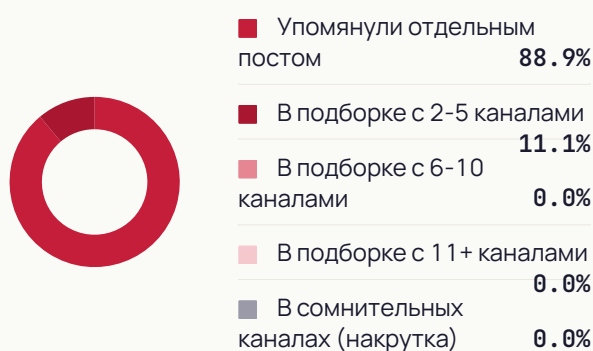 Упомянули отдельным
постом 88.9%
В подборке с 2-5 каналами
11.1%
В подборке с 6-10
каналами 0.0%
В подборке с 11+ каналами
0.0%
В сомнительных
каналах (накрутка) 0.0%